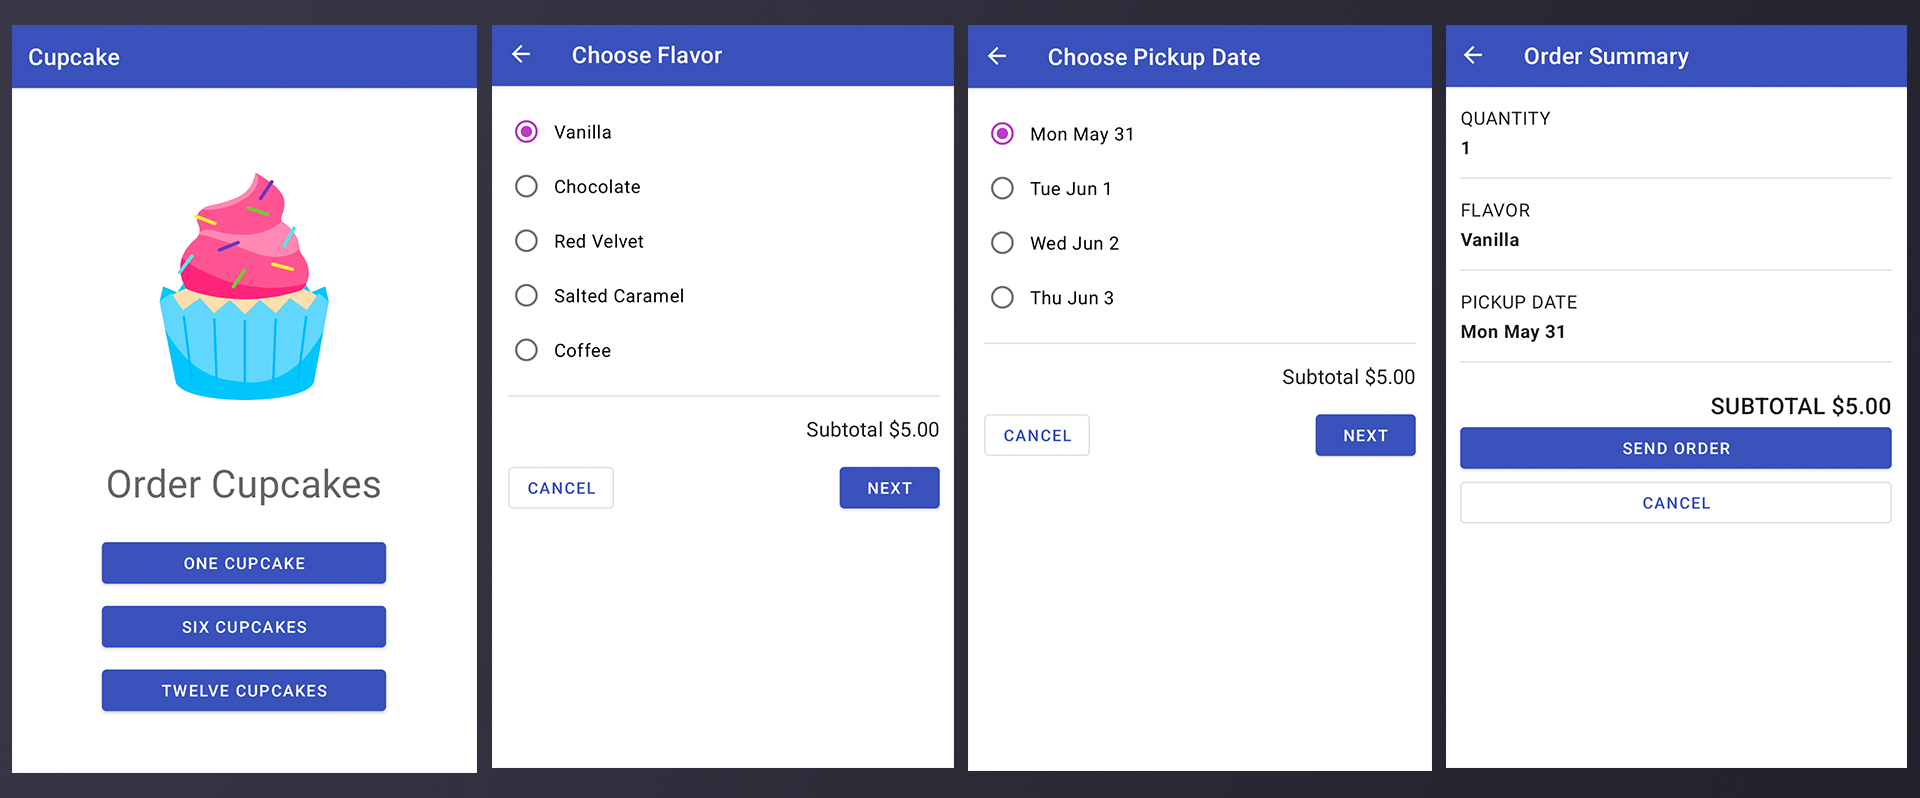 Cupcake
Order Cupcakes
ONE CUPCAKE
SIX CUPCAKES
TWELVE CUPCAKES
Choose Flavor
Vanilla
Chocolate
Red Velvet
Salted Caramel
Coffee
Subtotal $5.00
CANCEL
NEXT
Choose Pickup Date
Mon May 31
Tue Jun 1
Wed Jun 2
Thu Jun 3
Subtotal $5.00
CANCEL
NEXT
Order Summary
QUANTITY
1
FLAVOR
Vanilla
PICKUP DATE
Mon May 31
SUBTOTAL $5.00
SEND ORDER
CANCEL